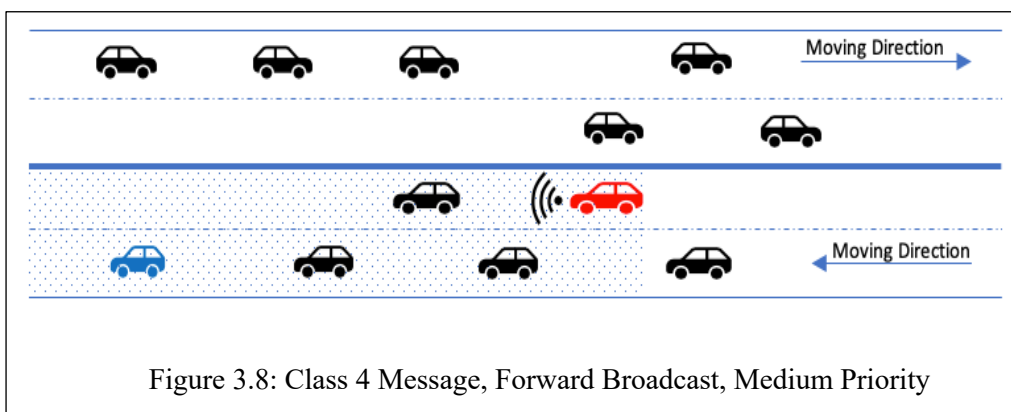 Moving Direction
Moving Direction
Figure 3.8: Class 4 Message, Forward Broadcast, Medium Priority